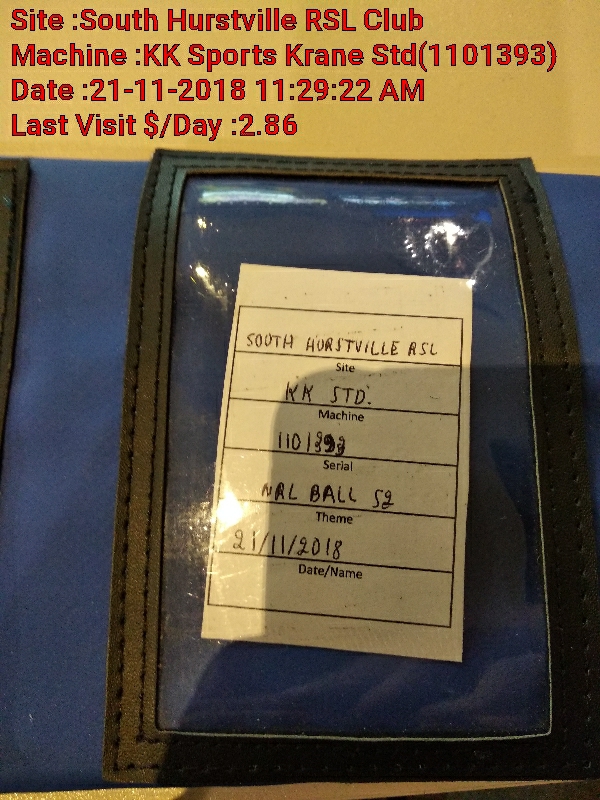 Site :South Hurstville RSL Club
Machine :KK Sports Krane Std(1101393)
Date :21-11-2018 11:29:22 AM
Last Visit $/Day :2.86
SOUTH HURSTVILLE RSL
Site
KK STD.
Machine
1101393
Serial
NRL BALL S2
Theme
21/11/2018
Date/Name